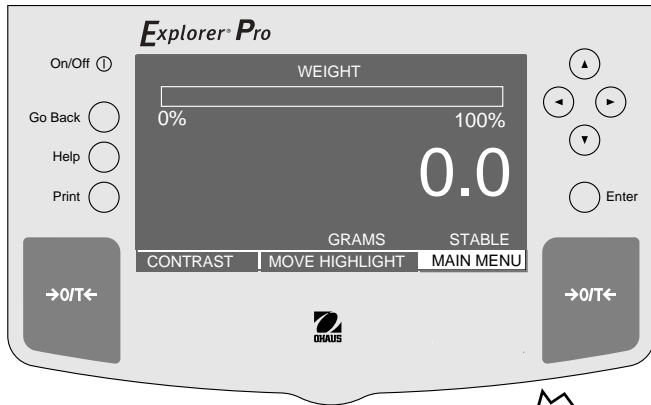 Explorer® Pro
On/Off
WEIGHT
Go Back
0% 100%
Help
0.0
Print
Enter
GRAMS STABLE
CONTRAST MOVE HIGHLIGHT MAIN MENU
→0/T← →0/T←
OHAUS